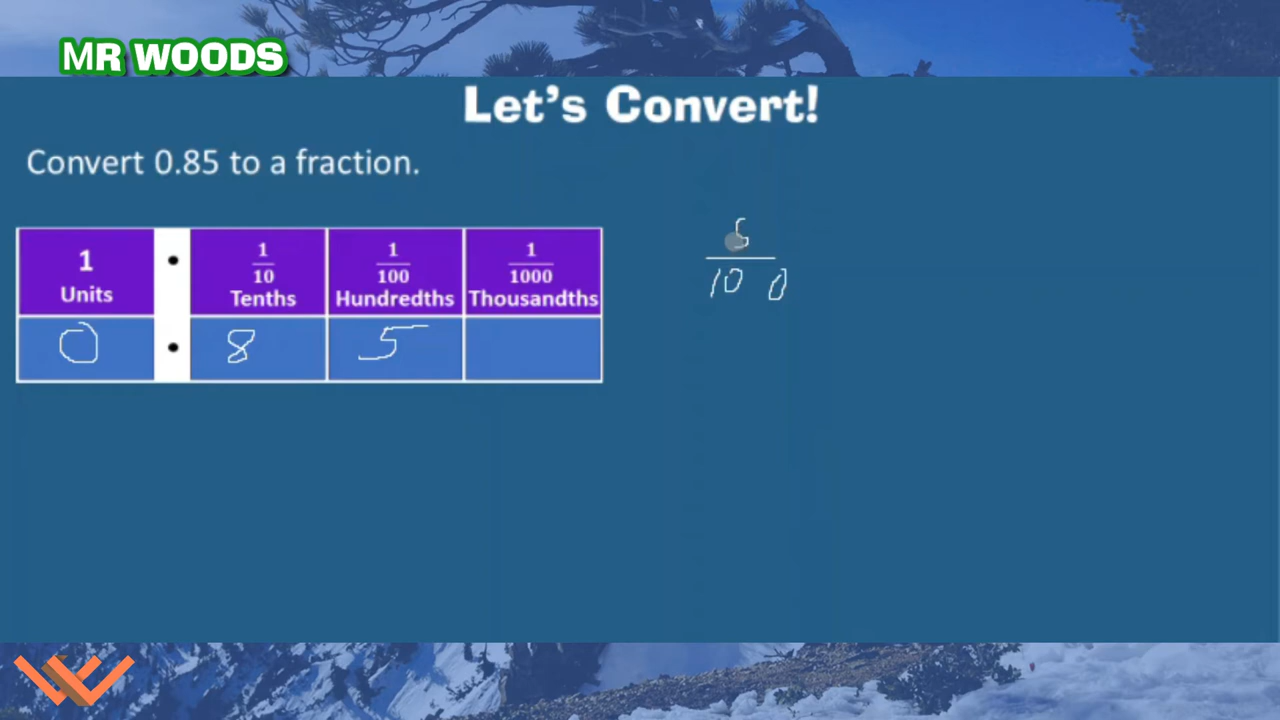 MR WOODS
Let's Convert!
Convert 0.85 to a fraction.
1 • 1/10 1/100 1/1000
Units Tenths Hundredths Thousandths
0 • 8 5
100